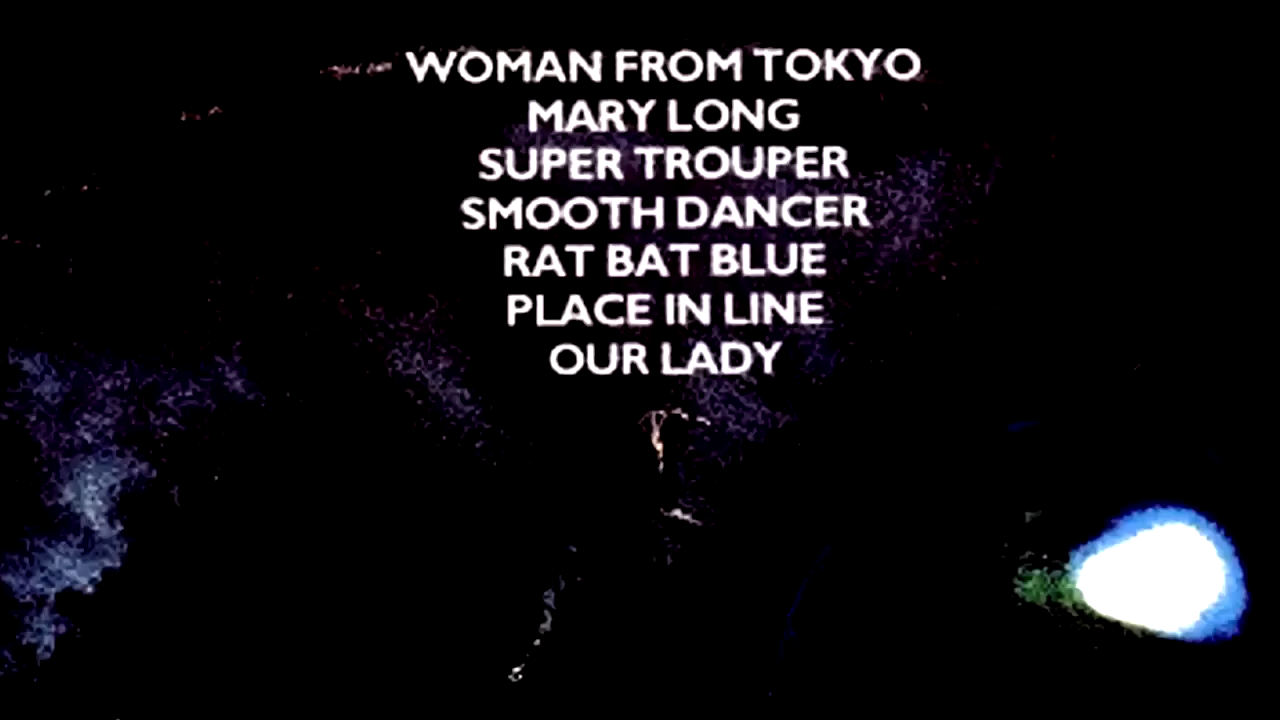 WOMAN FROM TOKYO
MARY LONG
SUPER TROUPER
SMOOTH DANCER
RAT BAT BLUE
PLACE IN LINE
OUR LADY